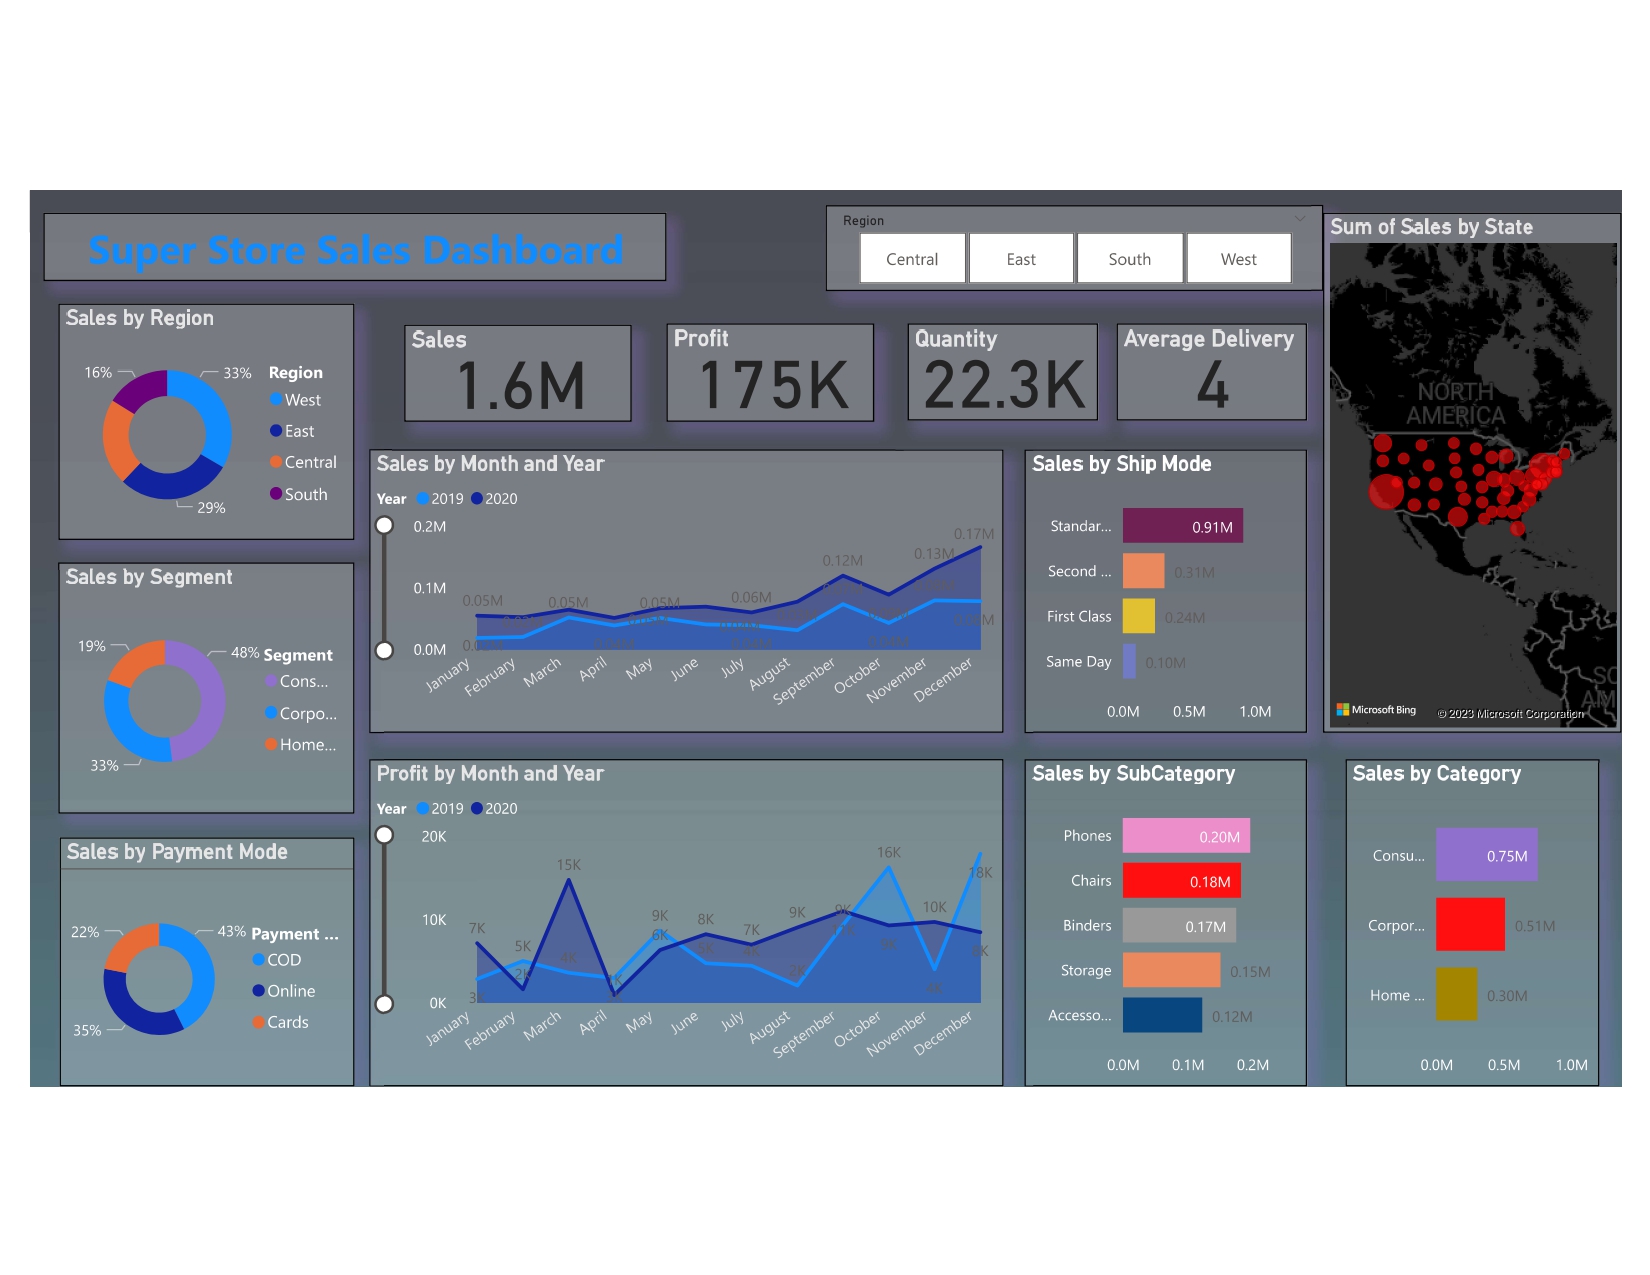 Super Store Sales Dashboard
Region
Central East South West
Sum of Sales by State
NORTH
AMERICA
SO
AM
Microsoft Bing
© 2023 Microsoft Corporation
Sales by Region
16%
33%
29%
Region
West
East
Central
South
Sales
1.6M
Profit
175K
Quantity
22.3K
Average Delivery
4
Sales by Segment
19%
48%
33%
Segment
Cons...
Corpo...
Home...
Sales by Month and Year
Year 2019 2020
0.2M
0.1M
0.0M
0.05M
0.05M
0.05M
0.06M
0.12M
0.13M
0.17M
January
February
March
April
May
June
July
August
September
October
November
December
Sales by Ship Mode
Standar... 0.91M
Second ... 0.31M
First Class 0.24M
Same Day 0.10M
0.0M 0.5M 1.0M
Sales by Payment Mode
22%
43%
35%
Payment ...
COD
Online
Cards
Profit by Month and Year
Year 2019 2020
20K
10K
0K
7K
5K
2K
15K
4K
9K
6K
8K
7K
9K
2K
9K
16K
10K
18K
January
February
March
April
May
June
July
August
September
October
November
December
Sales by SubCategory
Phones 0.20M
Chairs 0.18M
Binders 0.17M
Storage 0.15M
Accesso... 0.12M
0.0M 0.1M 0.2M
Sales by Category
Consu... 0.75M
Corpor... 0.51M
Home ... 0.30M
0.0M 0.5M 1.0M